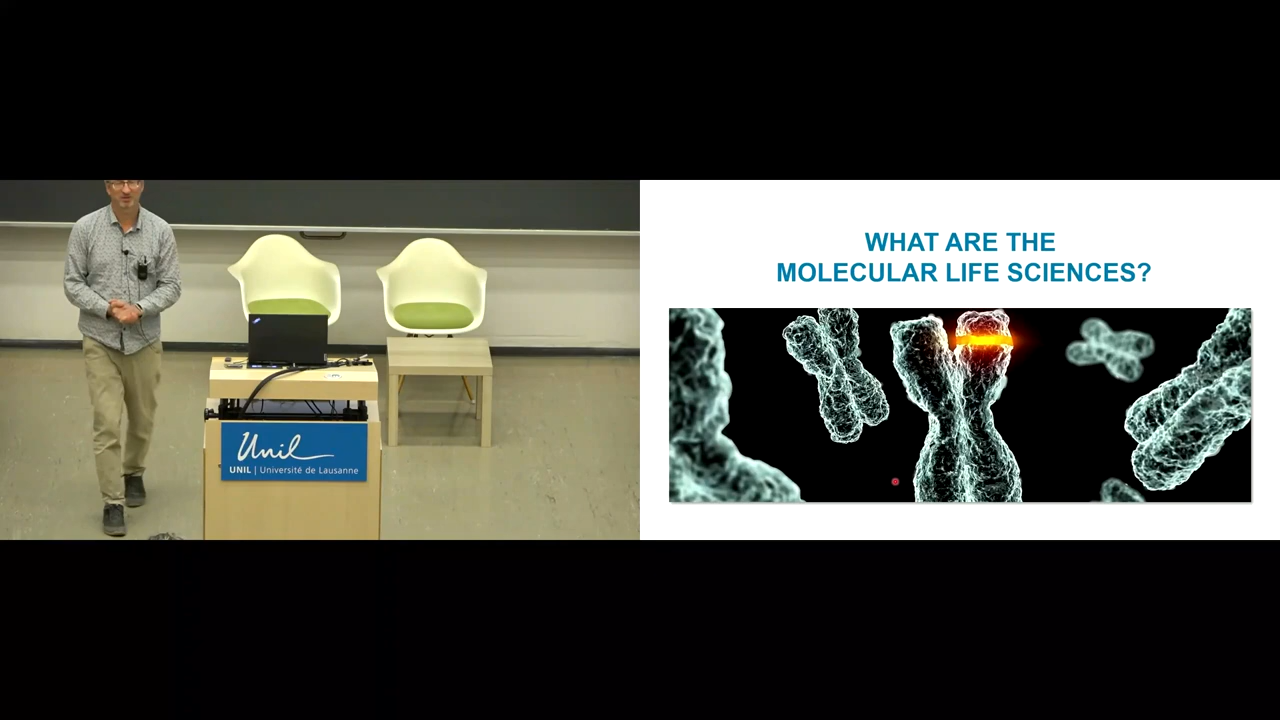 Unil
UNIL | Université de Lausanne
WHAT ARE THE
MOLECULAR LIFE SCIENCES?